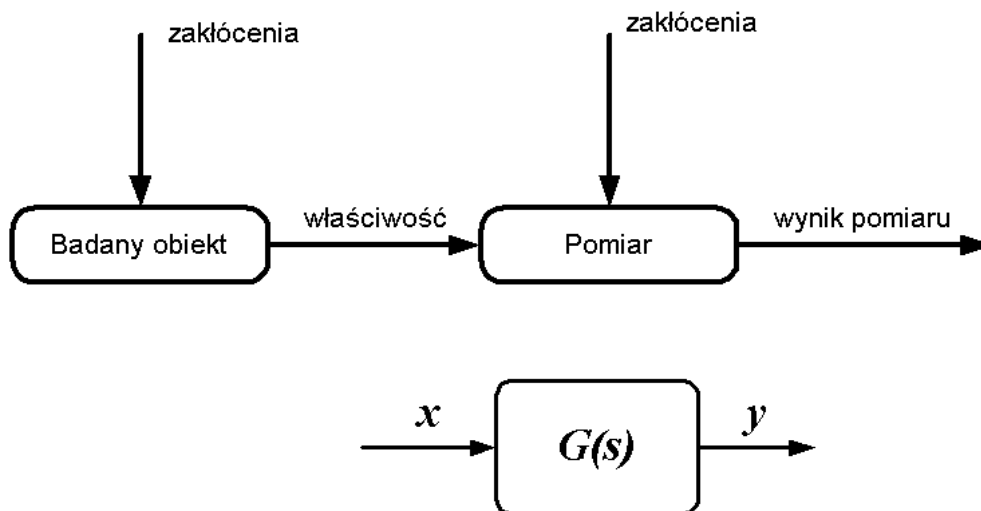 zakłócenia
zakłócenia
Badany obiekt
właściwość
Pomiar
wynik pomiaru
x
G(s)
y